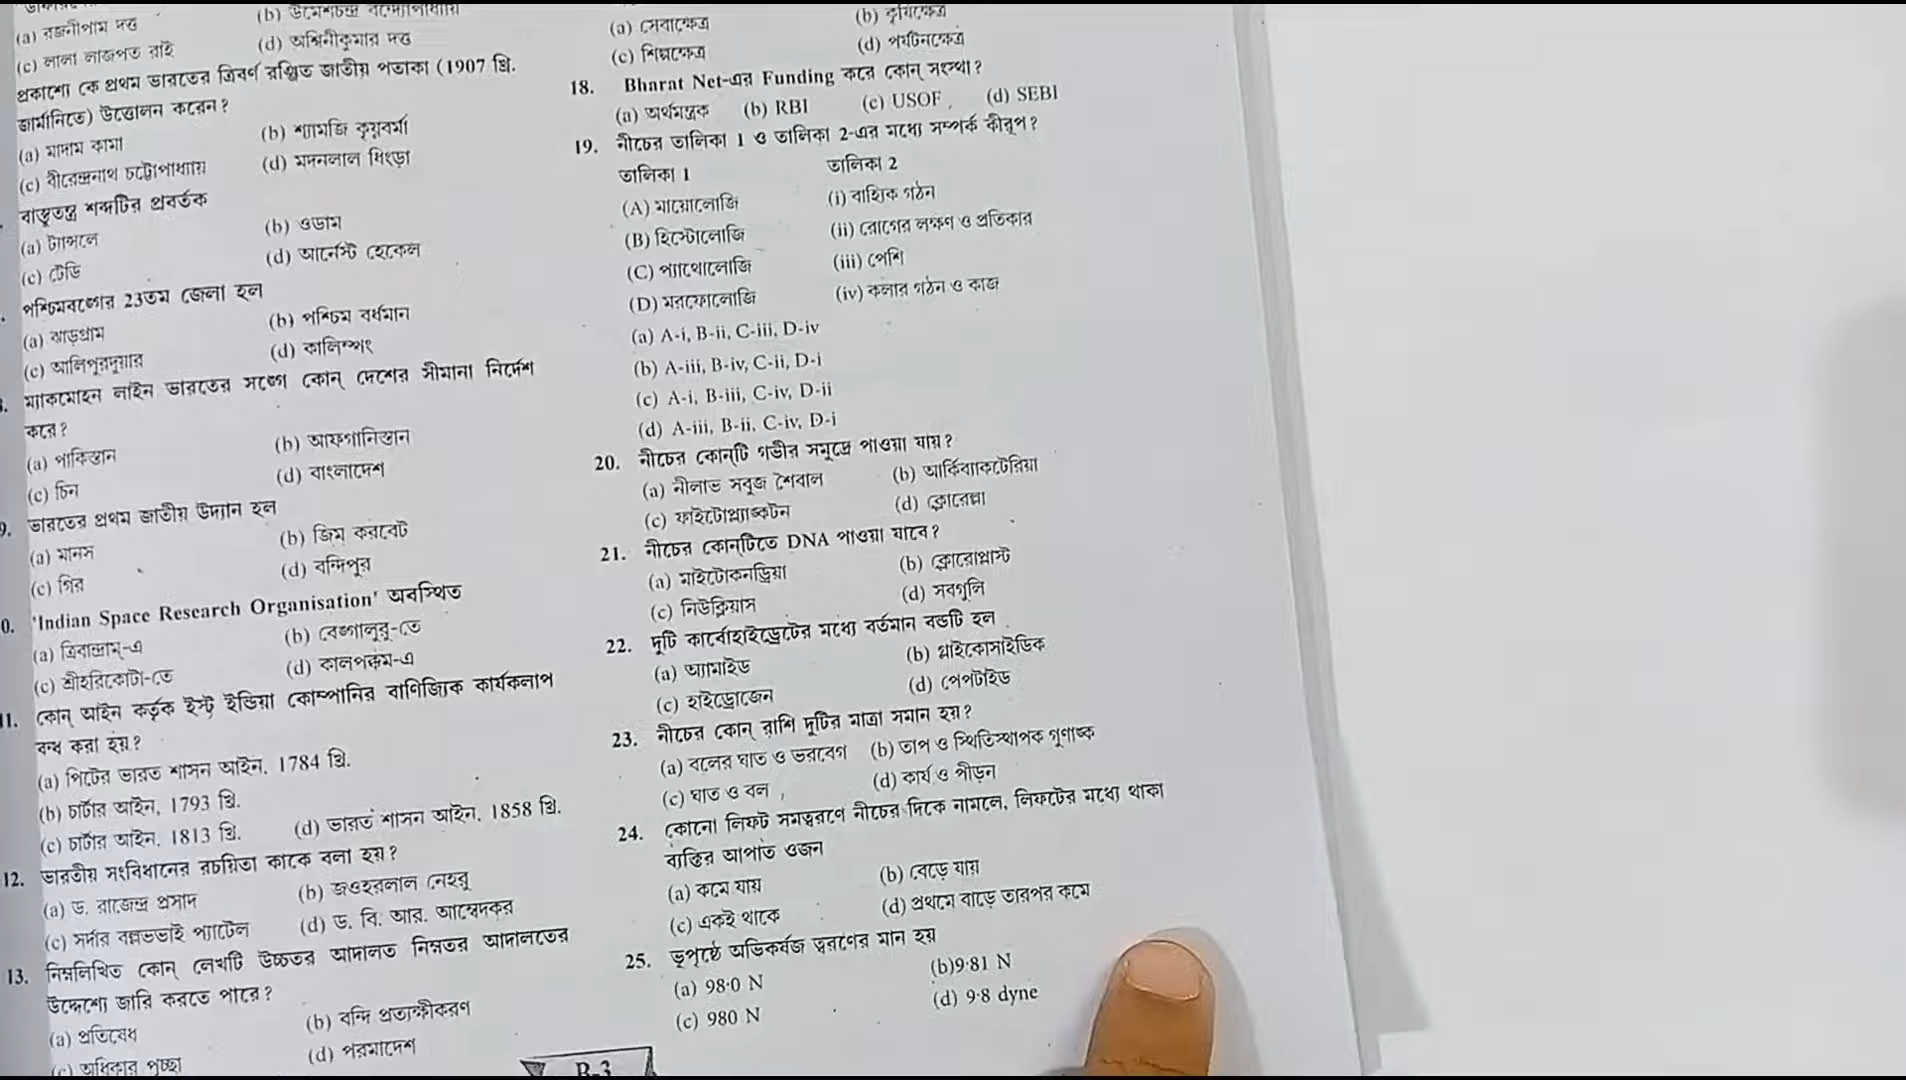 (a) রজনীপাম দত্ত (b) উমেশচন্দ্র বন্দ্যোপাধ্যায়
(c) লালা লাজপত রাই (d) অশ্বিনীকুমার দত্ত
প্রকাশ্যে কে প্রথম ভারতের ত্রিবর্ণ রঞ্জিত জাতীয় পতাকা (1907 খ্রি.
জার্মানিতে) উত্তোলন করেন?
(a) মাদাম কামা (b) শ্যামজি কৃষ্ণবর্মা
(c) বীরেন্দ্রনাথ চট্টোপাধ্যায় (d) মদনলাল ধিংড়া
বাস্তুতন্ত্র শব্দটির প্রবর্তক
(a) ট্যান্সলে (b) ওডাম
(c) টেডি (d) আর্নেস্ট হেকেল
পশ্চিমবঙ্গের 23তম জেলা হল
(a) ঝাড়গ্রাম (b) পশ্চিম বর্ধমান
(c) আলিপুরদুয়ার (d) কালিম্পং
ম্যাকমোহন লাইন ভারতের সঙ্গে কোন্ দেশের সীমানা নির্দেশ
করে?
(a) পাকিস্তান (b) আফগানিস্তান
(c) চিন (d) বাংলাদেশ
9. ভারতের প্রথম জাতীয় উদ্যান হল
(a) মানস (b) জিম করবেট
(c) গির (d) বন্দিপুর
0. 'Indian Space Research Organisation' অবস্থিত
(a) ত্রিবান্দ্রাম্-এ (b) বেঙ্গালুরু-তে
(c) শ্রীহরিকোটা-তে (d) কালপক্কম-এ
11. কোন্ আইন কর্তৃক ইস্ট ইন্ডিয়া কোম্পানির বাণিজ্যিক কার্যকলাপ
বন্ধ করা হয়?
(a) পিটের ভারত শাসন আইন, 1784 খ্রি.
(b) চার্টার আইন, 1793 খ্রি.
(c) চার্টার আইন, 1813 খ্রি. (d) ভারত শাসন আইন, 1858 খ্রি.
12. ভারতীয় সংবিধানের রচয়িতা কাকে বলা হয়?
(a) ড. রাজেন্দ্র প্রসাদ (b) জওহরলাল নেহরু
(c) সর্দার বল্লভভাই প্যাটেল (d) ড. বি. আর. আম্বেদকর
13. নিম্নলিখিত কোন্ লেখটি উচ্চতর আদালত নিম্নতর আদালতের
উদ্দেশ্যে জারি করতে পারে?
(a) প্রতিষেধ (b) বন্দি প্রত্যক্ষীকরণ
(c) অধিকার পৃচ্ছা (d) পরমাদেশ
(a) সেবাক্ষেত্র (b) কৃষিক্ষেত্র
(c) শিল্পক্ষেত্র (d) পর্যটনক্ষেত্র
18. Bharat Net-এর Funding করে কোন্ সংস্থা?
(a) অর্থমন্ত্রক (b) RBI (c) USOF (d) SEBI
19. নীচের তালিকা 1 ও তালিকা 2-এর মধ্যে সম্পর্ক কীরূপ?
তালিকা 1 তালিকা 2
(A) মায়োলোজি (i) বাহ্যিক গঠন
(B) হিস্টোলোজি (ii) রোগের লক্ষণ ও প্রতিকার
(C) প্যাথোলোজি (iii) পেশি
(D) মরফোলোজি (iv) কলার গঠন ও কাজ
(a) A-i, B-ii, C-iii, D-iv
(b) A-iii, B-iv, C-ii, D-i
(c) A-i, B-iii, C-iv, D-ii
(d) A-iii, B-ii, C-iv, D-i
20. নীচের কোন্‌টি গভীর সমুদ্রে পাওয়া যায়?
(a) নীলাভ সবুজ শৈবাল (b) আর্কিব্যাকটেরিয়া
(c) ফাইটোপ্ল্যাঙ্কটন (d) ক্লোরেল্লা
21. নীচের কোন্‌টিতে DNA পাওয়া যাবে?
(a) মাইটোকনড্রিয়া (b) ক্লোরোপ্লাস্ট
(c) নিউক্লিয়াস (d) সবগুলি
22. দুটি কার্বোহাইড্রেটের মধ্যে বর্তমান বন্ডটি হল
(a) অ্যামাইড (b) গ্লাইকোসাইডিক
(c) হাইড্রোজেন (d) পেপটাইড
23. নীচের কোন্ রাশি দুটির মাত্রা সমান হয়?
(a) বলের ঘাত ও ভরবেগ (b) তাপ ও স্থিতিস্থাপক গুণাঙ্ক
(c) ঘাত ও বল (d) কার্য ও পীড়ন
24. কোনো লিফট সমত্বরণে নীচের দিকে নামলে, লিফটের মধ্যে থাকা
ব্যক্তির আপাত ওজন
(a) কমে যায় (b) বেড়ে যায়
(c) একই থাকে (d) প্রথমে বাড়ে তারপর কমে
25. ভূপৃষ্ঠে অভিকর্ষজ ত্বরণের মান হয়
(a) 98·0 N (b)9·81 N
(c) 980 N (d) 9·8 dyne